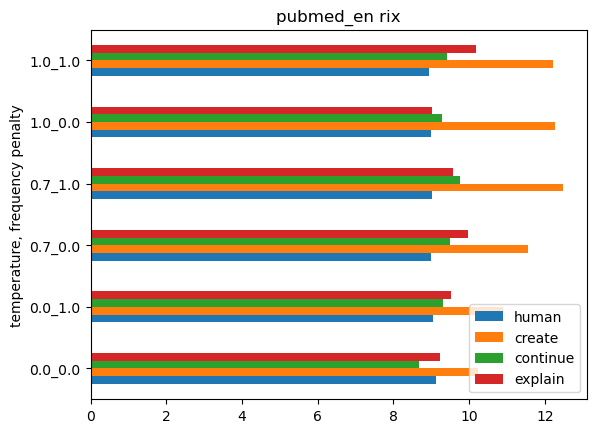 pubmed_en rix
temperature, frequency penalty
1.0_1.0
1.0_0.0
0.7_1.0
0.7_0.0
0.0_1.0
0.0_0.0
human
create
continue
explain
0 2 4 6 8 10 12